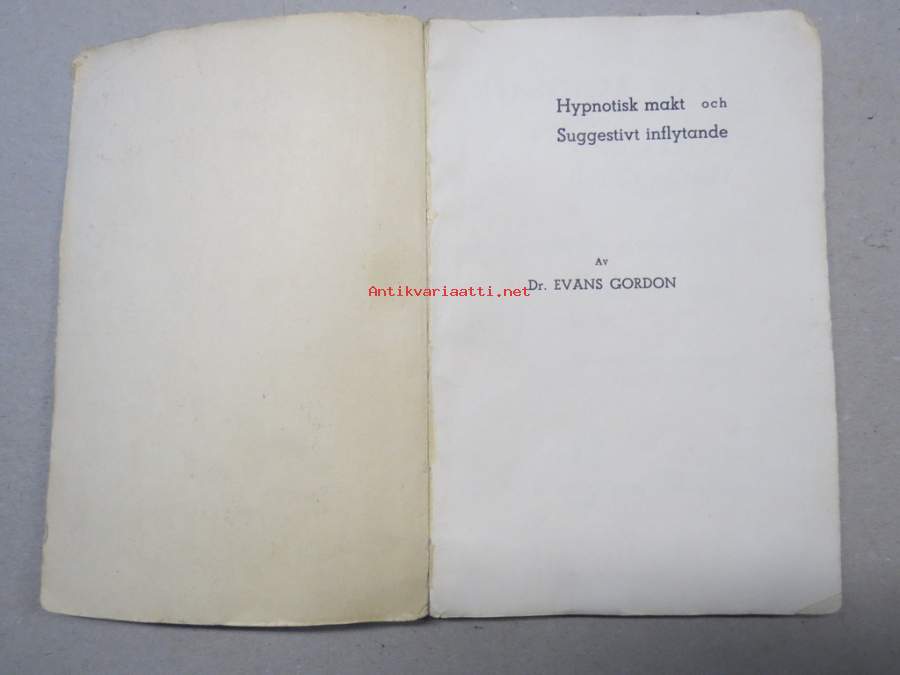 Hypnotisk makt och
Suggestivt inflytande
Av
Dr. EVANS GORDON
Antikvariaatti.net